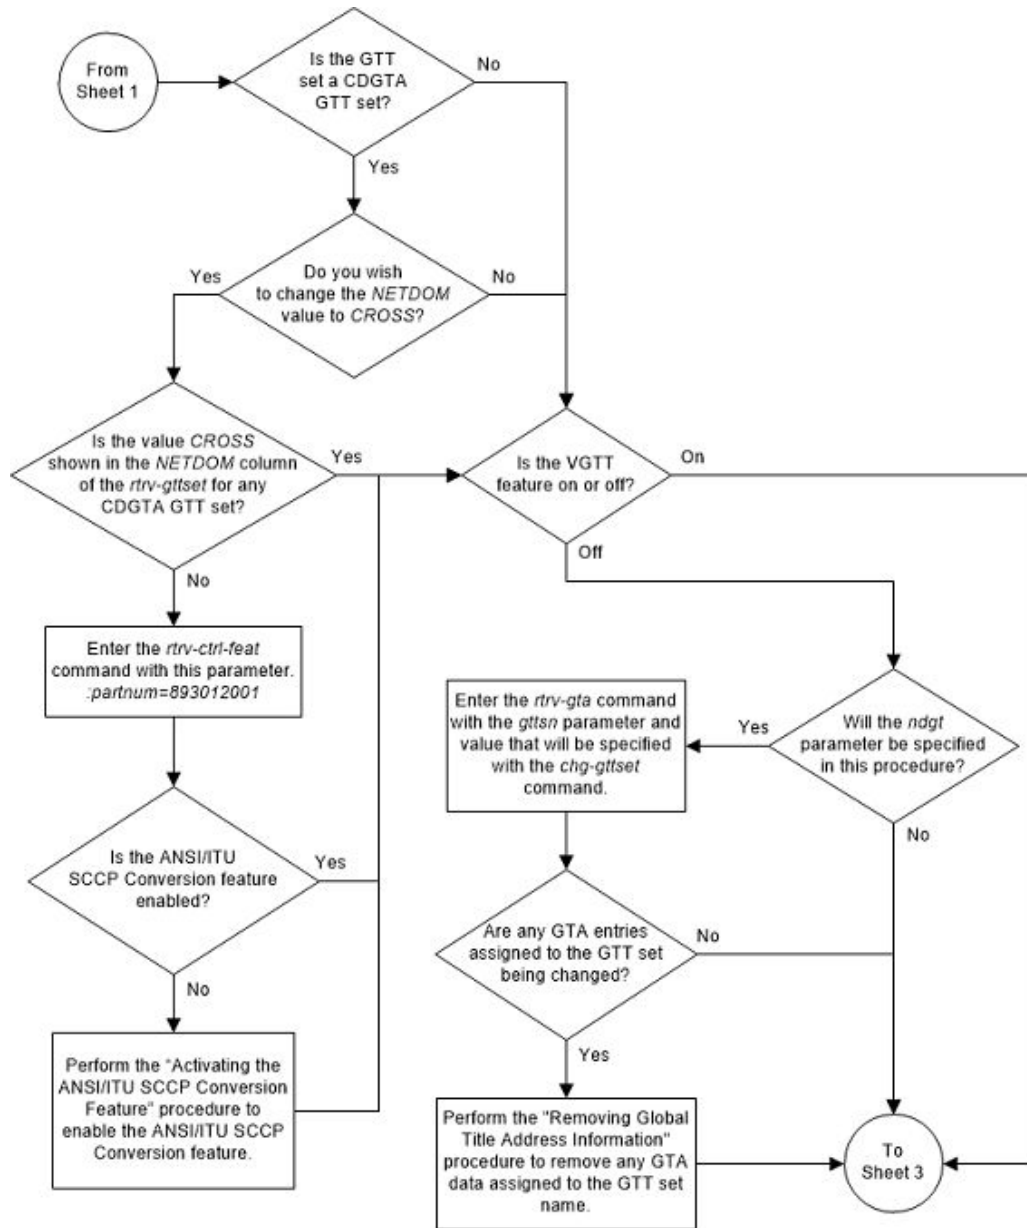 From
Sheet 1
Is the GTT
set a CDGTA
GTT set?
No
Yes
Do you wish
to change the NETDOM
value to CROSS?
Yes
No
Is the value CROSS
shown in the NETDOM column
of the rtrv-gttset for any
CDGTA GTT set?
Yes
No
Is the VGTT
feature on or off?
On
Off
Enter the rtrv-ctrl-feat
command with this parameter.
:partnum=893012001
Enter the rtrv-gta command
with the gttsn parameter and
value that will be specified
with the chg-gttset
command.
Yes
Will the ndgt
parameter be specified
in this procedure?
No
Is the ANSI/ITU
SCCP Conversion feature
enabled?
Yes
No
Are any GTA entries
assigned to the GTT set
being changed?
No
Yes
Perform the "Activating the
ANSI/ITU SCCP Conversion
Feature" procedure to
enable the ANSI/ITU SCCP
Conversion feature.
Perform the "Removing Global
Title Address Information"
procedure to remove any GTA
data assigned to the GTT set
name.
To
Sheet 3